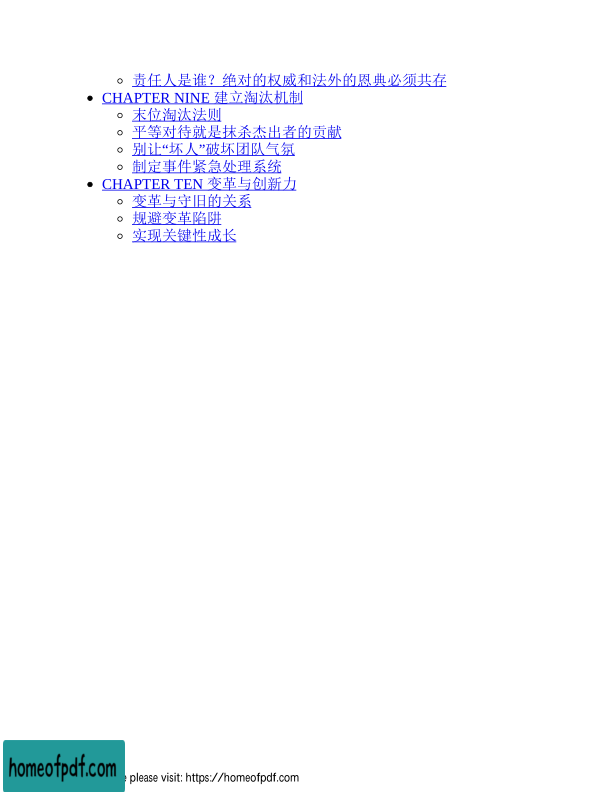 责任人是谁？绝对的权威和法外的恩典必须共存
CHAPTER NINE 建立淘汰机制
末位淘汰法则
平等对待就是抹杀杰出者的贡献
别让“坏人”破坏团队气氛
制定事件紧急处理系统
CHAPTER TEN 变革与创新力
变革与守旧的关系
规避变革陷阱
实现关键性成长
homeofpdf.com
please visit: https://homeofpdf.com